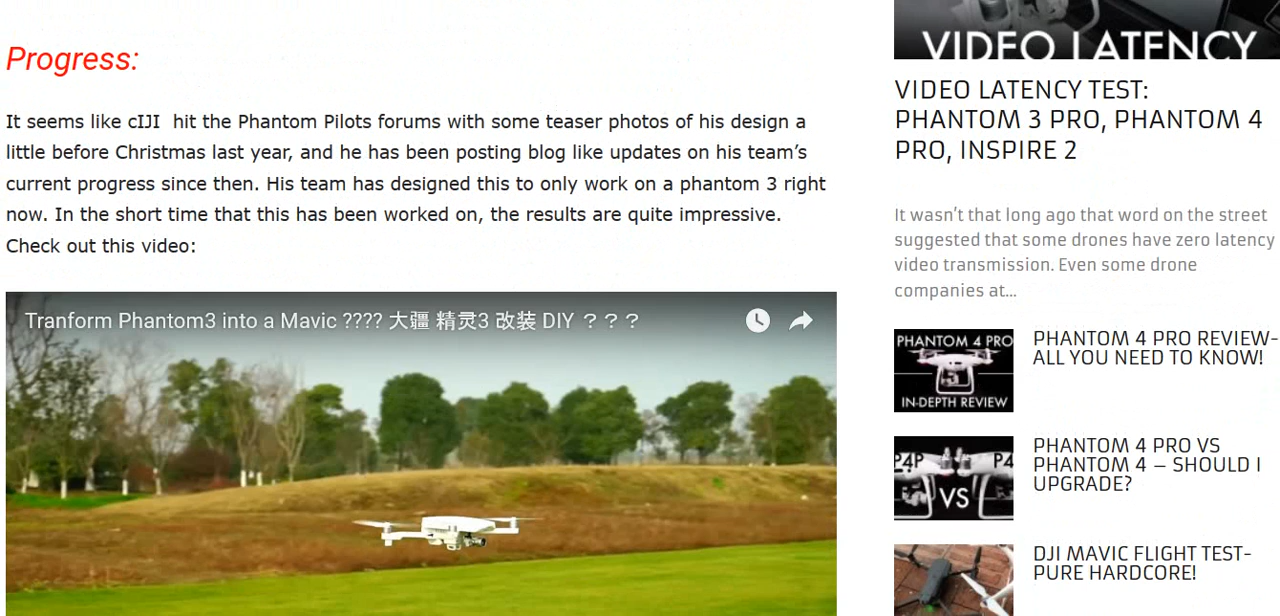 Progress:
It seems like cIJI  hit the Phantom Pilots forums with some teaser photos of his design a
little before Christmas last year, and he has been posting blog like updates on his team’s
current progress since then. His team has designed this to only work on a phantom 3 right
now. In the short time that this has been worked on, the results are quite impressive.
Check out this video:
Tranform Phantom3 into a Mavic ???? 大疆 精灵3 改装 DIY ？？？
VIDEO LATENCY
VIDEO LATENCY TEST:
PHANTOM 3 PRO, PHANTOM 4
PRO, INSPIRE 2
It wasn’t that long ago that word on the street
suggested that some drones have zero latency
video transmission. Even some drone
companies at...
PHANTOM 4 PRO
IN-DEPTH REVIEW
PHANTOM 4 PRO REVIEW-
ALL YOU NEED TO KNOW!
P4P P4
VS
PHANTOM 4 PRO VS
PHANTOM 4 – SHOULD I
UPGRADE?
DJI MAVIC FLIGHT TEST-
PURE HARDCORE!